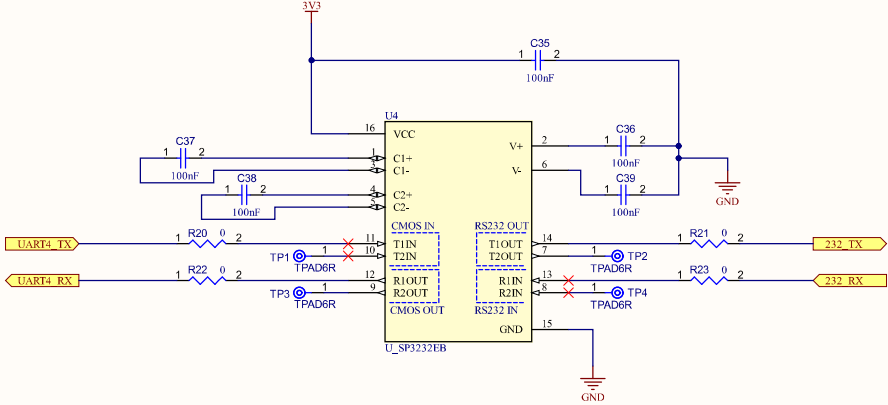 3V3
C35
1 2
100nF
U4
16 VCC
C37
1 2
100nF
1 C1+
3 C1-
C38
1 2
100nF
4 C2+
5 C2-
V+ 2
C36
1 2
100nF
V- 6
C39
1 2
100nF
GND
CMOS IN RS232 OUT
UART4_TX 1 R20 0 2 11 T1IN T1OUT 14 1 R21 0 2 232_TX
TP1 1 10 T2IN T2OUT 7 1 TP2
TPAD6R TPAD6R
UART4_RX 1 R22 0 2 12 R1OUT R1IN 13 1 R23 0 2 232_RX
TP3 1 9 R2OUT R2IN 8 1 TP4
TPAD6R TPAD6R
CMOS OUT RS232 IN
GND 15
U_SP3232EB
GND